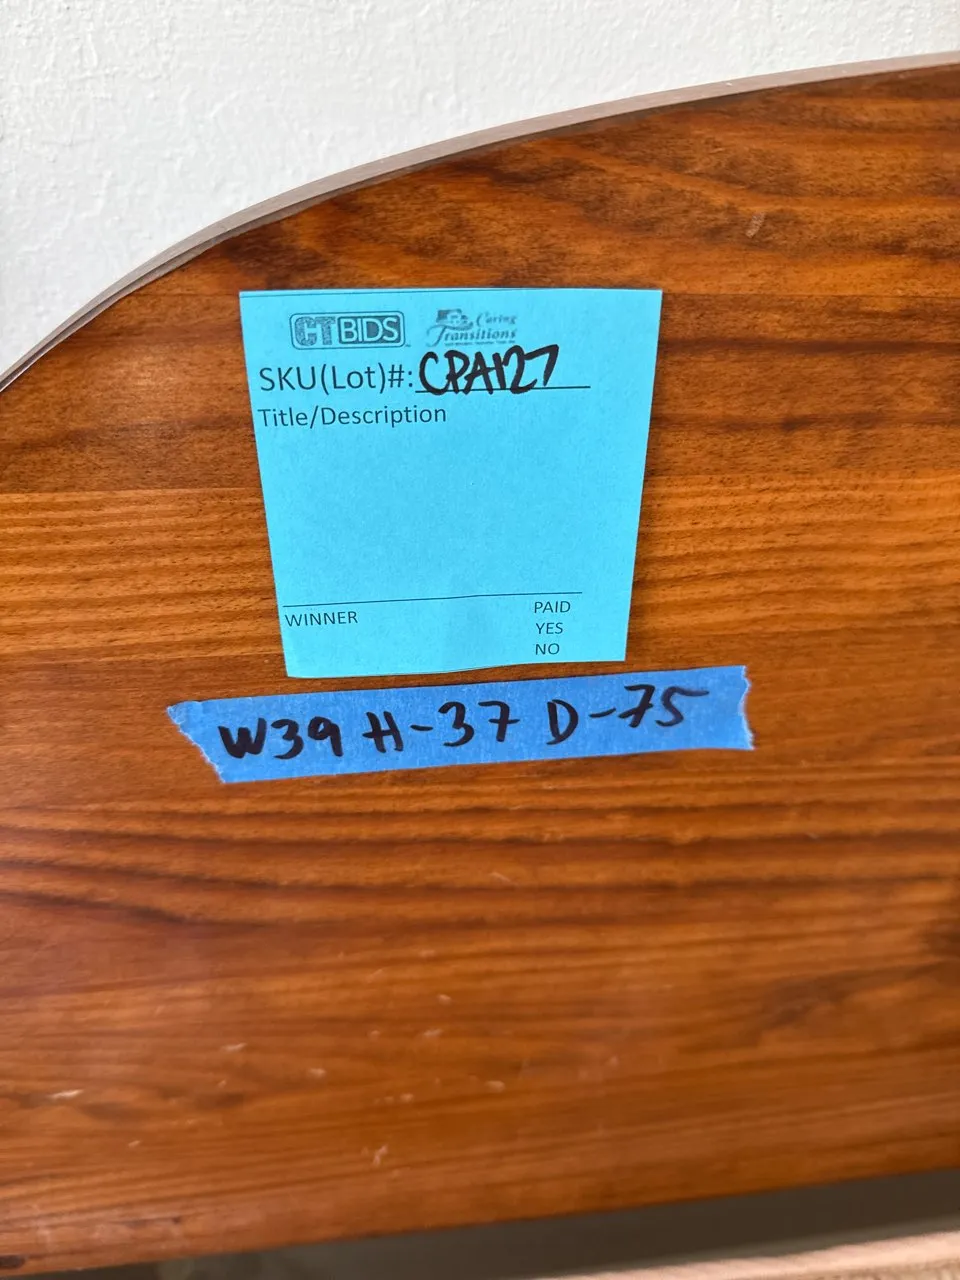 CTBIDS
Caring
Transitions
SKU(Lot)#: CPA127
Title/Description
WINNER
PAID
YES
NO
W39 H-37 D-75